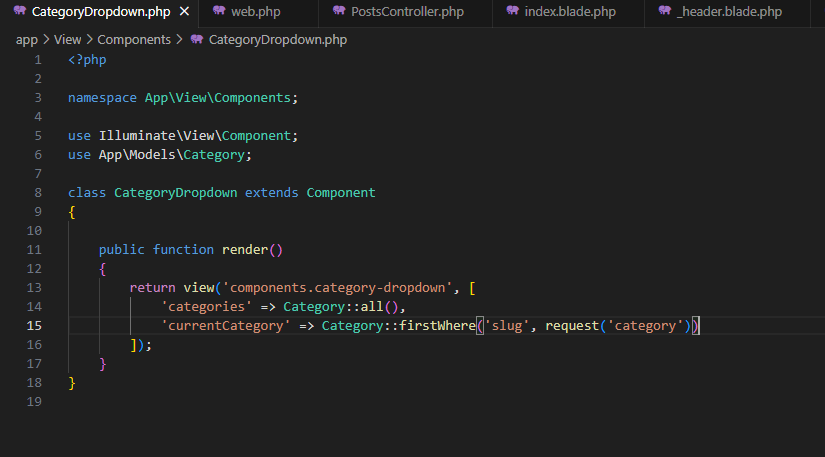 CategoryDropdown.php × web.php PostsController.php index.blade.php _header.blade.php
app > View > Components > CategoryDropdown.php
1 <?php
2
3 namespace App\View\Components;
4
5 use Illuminate\View\Component;
6 use App\Models\Category;
7
8 class CategoryDropdown extends Component
9 {
10
11     public function render()
12     {
13         return view('components.category-dropdown', [
14             'categories' => Category::all(),
15             'currentCategory' => Category::firstWhere('slug', request('category'))
16         ]);
17     }
18 }
19